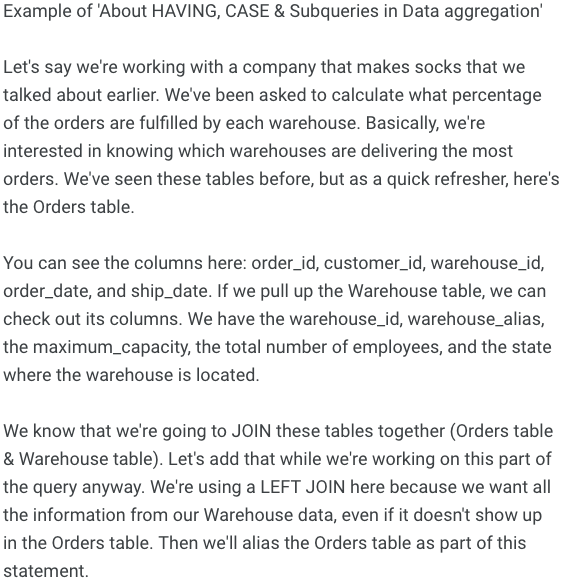 Example of 'About HAVING, CASE & Subqueries in Data aggregation'
Let's say we're working with a company that makes socks that we
talked about earlier. We've been asked to calculate what percentage
of the orders are fulfilled by each warehouse. Basically, we're
interested in knowing which warehouses are delivering the most
orders. We've seen these tables before, but as a quick refresher, here's
the Orders table.
You can see the columns here: order_id, customer_id, warehouse_id,
order_date, and ship_date. If we pull up the Warehouse table, we can
check out its columns. We have the warehouse_id, warehouse_alias,
the maximum_capacity, the total number of employees, and the state
where the warehouse is located.
We know that we're going to JOIN these tables together (Orders table
& Warehouse table). Let's add that while we're working on this part of
the query anyway. We're using a LEFT JOIN here because we want all
the information from our Warehouse data, even if it doesn't show up
in the Orders table. Then we'll alias the Orders table as part of this
statement.